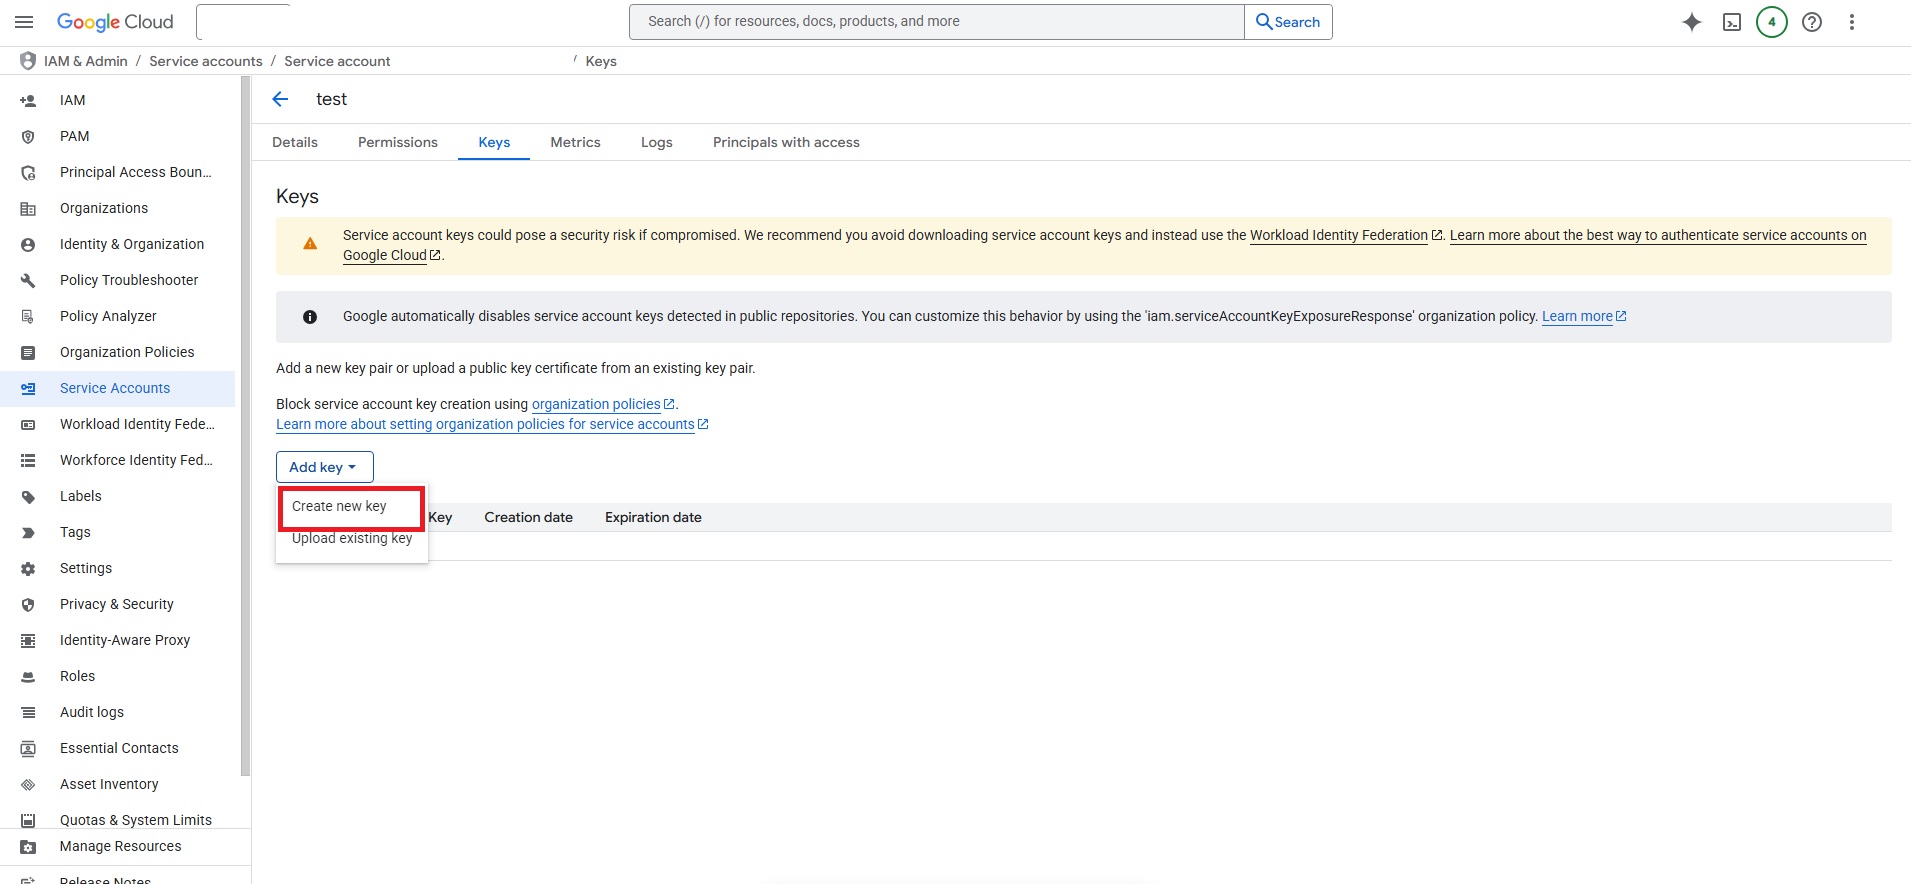 Google Cloud
Search (/) for resources, docs, products, and more
Search
4
IAM & Admin / Service accounts / Service account / Keys
IAM
PAM
Principal Access Boun...
Organizations
Identity & Organization
Policy Troubleshooter
Policy Analyzer
Organization Policies
Service Accounts
Workload Identity Fede...
Workforce Identity Fed...
Labels
Tags
Settings
Privacy & Security
Identity-Aware Proxy
Roles
Audit logs
Essential Contacts
Asset Inventory
Quotas & System Limits
Manage Resources
Release Notes
test
Details Permissions Keys Metrics Logs Principals with access
Keys
Service account keys could pose a security risk if compromised. We recommend you avoid downloading service account keys and instead use the Workload Identity Federation. Learn more about the best way to authenticate service accounts on
Google Cloud.
Google automatically disables service account keys detected in public repositories. You can customize this behavior by using the 'iam.serviceAccountKeyExposureResponse' organization policy. Learn more
Add a new key pair or upload a public key certificate from an existing key pair.
Block service account key creation using organization policies.
Learn more about setting organization policies for service accounts
Add key
Create new key
Upload existing key
Key Creation date Expiration date